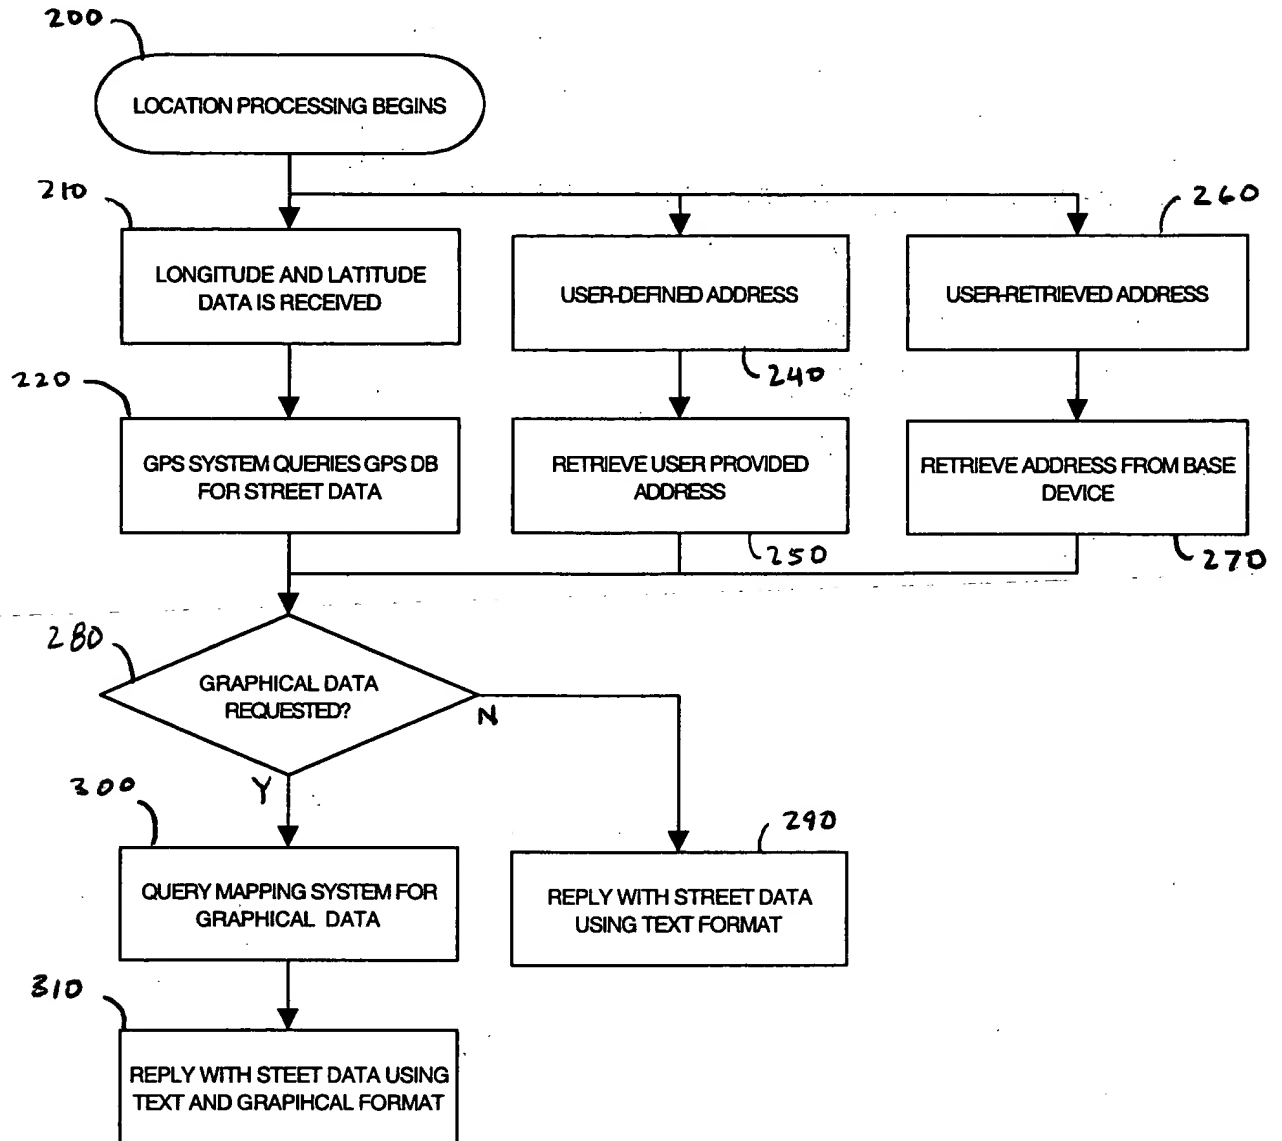 200
LOCATION PROCESSING BEGINS
210
260
LONGITUDE AND LATITUDE
DATA IS RECEIVED
USER-DEFINED ADDRESS
USER-RETRIEVED ADDRESS
220
240
GPS SYSTEM QUERIES GPS DB
FOR STREET DATA
RETRIEVE USER PROVIDED
ADDRESS
RETRIEVE ADDRESS FROM BASE
DEVICE
250
270
280
GRAPHICAL DATA
REQUESTED?
N
Y
300
290
QUERY MAPPING SYSTEM FOR
GRAPHICAL DATA
REPLY WITH STREET DATA
USING TEXT FORMAT
310
REPLY WITH STEET DATA USING
TEXT AND GRAPIHCAL FORMAT